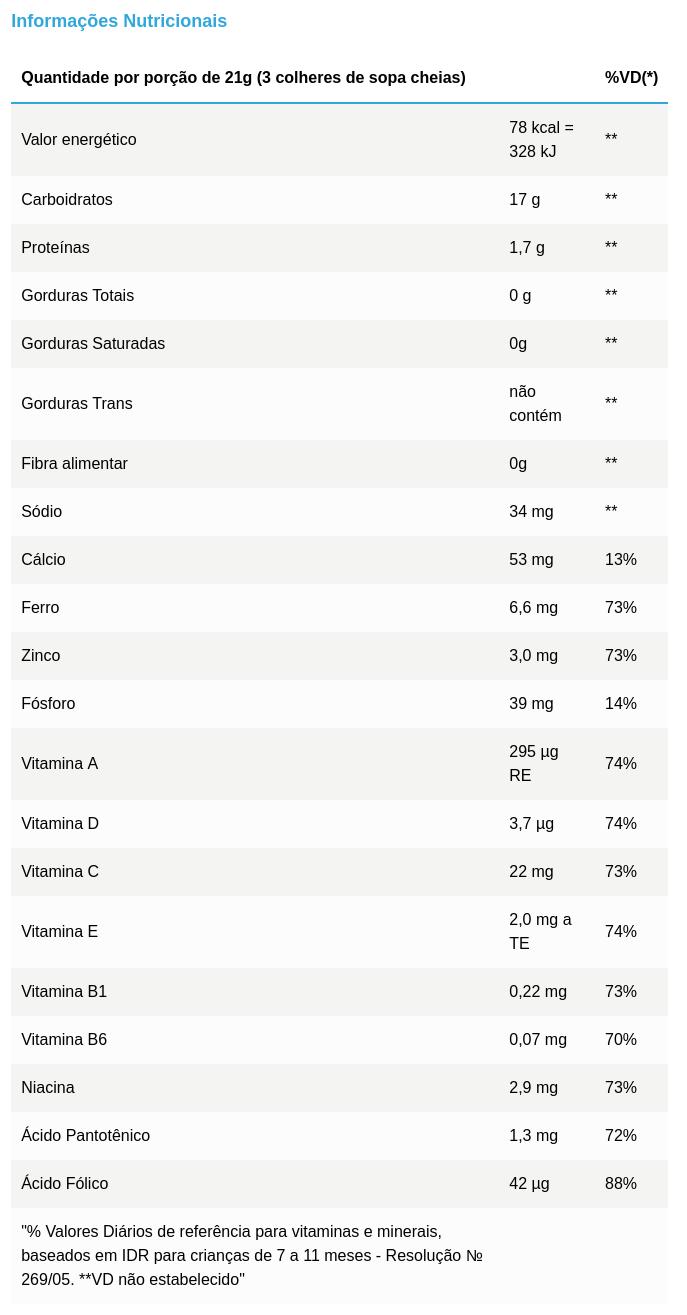 Informações Nutricionais
Quantidade por porção de 21g (3 colheres de sopa cheias) %VD(*)
Valor energético 78 kcal = 328 kJ **
Carboidratos 17 g **
Proteínas 1,7 g **
Gorduras Totais 0 g **
Gorduras Saturadas 0g **
Gorduras Trans não contém **
Fibra alimentar 0g **
Sódio 34 mg **
Cálcio 53 mg 13%
Ferro 6,6 mg 73%
Zinco 3,0 mg 73%
Fósforo 39 mg 14%
Vitamina A 295 µg RE 74%
Vitamina D 3,7 µg 74%
Vitamina C 22 mg 73%
Vitamina E 2,0 mg a TE 74%
Vitamina B1 0,22 mg 73%
Vitamina B6 0,07 mg 70%
Niacina 2,9 mg 73%
Ácido Pantotênico 1,3 mg 72%
Ácido Fólico 42 µg 88%
"% Valores Diários de referência para vitaminas e minerais,
baseados em IDR para crianças de 7 a 11 meses - Resolução №
269/05. **VD não estabelecido"